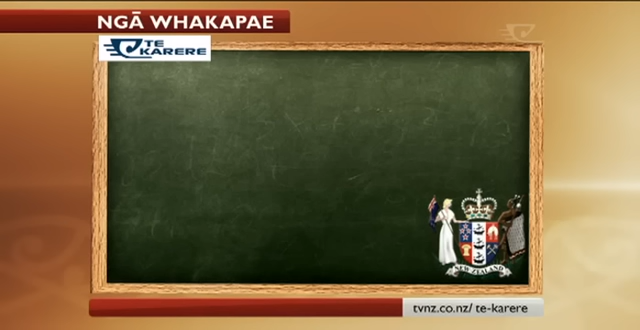 NGĀ WHAKAPAE
TE
KARERE
NEW ZEALAND
tvnz.co.nz/ te-karere